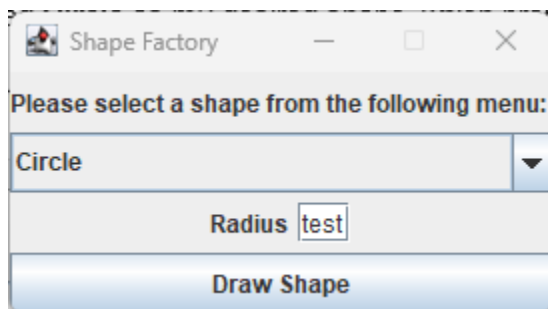 Shape Factory
Please select a shape from the following menu:
Circle
Radius test
Draw Shape